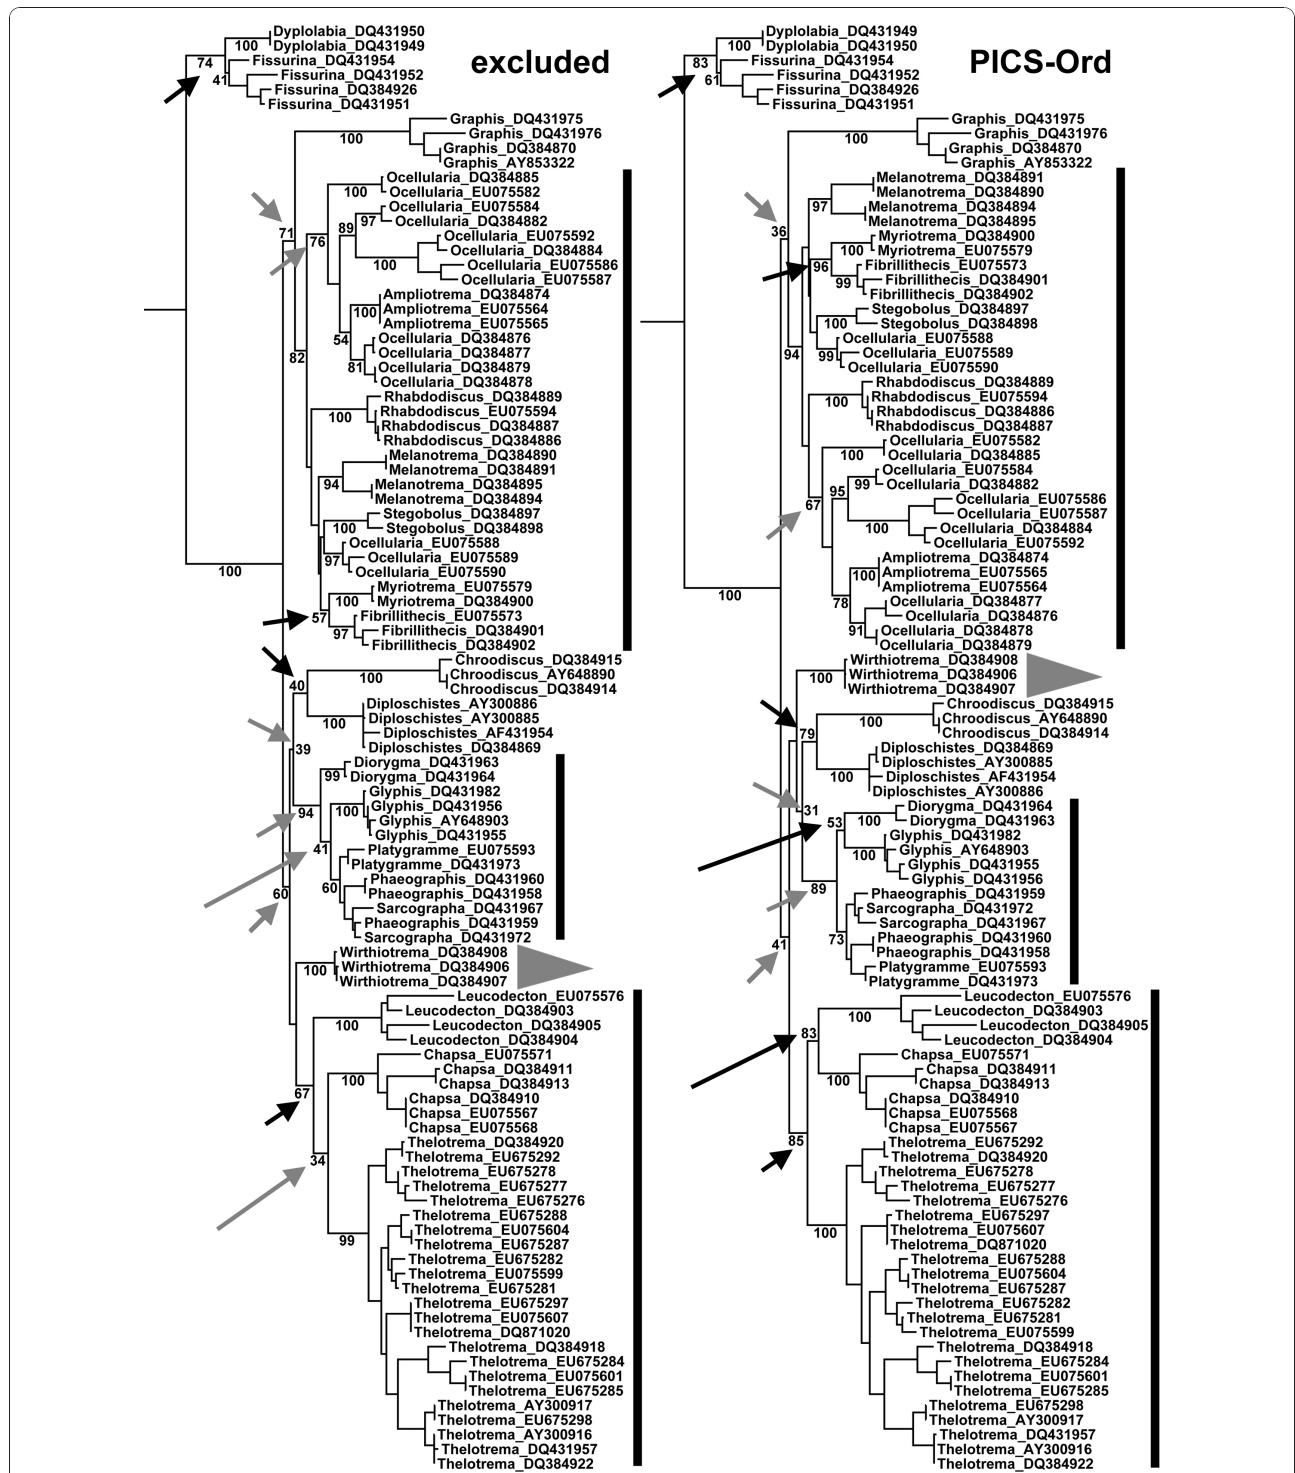 excluded
Dyplolabia_DQ431950
100
Dyplolabia_DQ431949
74
Fissurina_DQ431954
41
Fissurina_DQ431952
Fissurina_DQ384926
Fissurina_DQ431951
Graphis_DQ431975
Graphis_DQ431976
100
Graphis_DQ384870
Graphis_AY853322
Ocellularia_DQ384885
100
Ocellularia_EU075582
Ocellularia_EU075584
97
Ocellularia_DQ384882
71
76
89
Ocellularia_EU075592
Ocellularia_DQ384884
100
Ocellularia_EU075586
Ocellularia_EU075587
Ampliotrema_DQ384874
100
Ampliotrema_EU075564
Ampliotrema_EU075565
54
Ocellularia_DQ384876
82
Ocellularia_DQ384877
81
Ocellularia_DQ384879
Ocellularia_DQ384878
Rhabdodiscus_DQ384889
100
Rhabdodiscus_EU075594
Rhabdodiscus_DQ384887
Rhabdodiscus_DQ384886
Melanotrema_DQ384890
Melanotrema_DQ384891
94
Melanotrema_DQ384895
Melanotrema_DQ384894
Stegobolus_DQ384897
100
Stegobolus_DQ384898
Ocellularia_EU075588
97
Ocellularia_EU075589
Ocellularia_EU075590
100
Myriotrema_EU075579
100
Myriotrema_DQ384900
57
Fibrillithecis_EU075573
97
Fibrillithecis_DQ384901
Fibrillithecis_DQ384902
Chroodiscus_DQ384915
40
100
Chroodiscus_AY648890
Chroodiscus_DQ384914
Diploschistes_AY300886
100
Diploschistes_AY300885
Diploschistes_AF431954
39
Diploschistes_DQ384869
Diorygma_DQ431963
99
Diorygma_DQ431964
Glyphis_DQ431982
94
100
Glyphis_DQ431956
Glyphis_AY648903
Glyphis_DQ431955
41
Platygramme_EU075593
Platygramme_DQ431973
60
60
Phaeographis_DQ431960
Phaeographis_DQ431958
Sarcographa_DQ431967
Phaeographis_DQ431959
Sarcographa_DQ431972
Wirthiotrema_DQ384908
100
Wirthiotrema_DQ384906
Wirthiotrema_DQ384907
Leucodecton_EU075576
Leucodecton_DQ384903
100
Leucodecton_DQ384905
Leucodecton_DQ384904
Chapsa_EU075571
Chapsa_DQ384911
100
Chapsa_DQ384913
67
Chapsa_DQ384910
Chapsa_EU075567
Chapsa_EU075568
Thelotrema_DQ384920
34
Thelotrema_EU675292
Thelotrema_EU675278
Thelotrema_EU675277
Thelotrema_EU675276
Thelotrema_EU675288
Thelotrema_EU075604
99
Thelotrema_EU675287
Thelotrema_EU675282
Thelotrema_EU075599
Thelotrema_EU675281
Thelotrema_EU675297
Thelotrema_EU075607
Thelotrema_DQ871020
Thelotrema_DQ384918
Thelotrema_EU675284
Thelotrema_EU075601
Thelotrema_EU675285
Thelotrema_AY300917
Thelotrema_EU675298
Thelotrema_AY300916
Thelotrema_DQ431957
Thelotrema_DQ384922
PICS-Ord
Dyplolabia_DQ431949
100
Dyplolabia_DQ431950
83
Fissurina_DQ431954
61
Fissurina_DQ431952
Fissurina_DQ384926
Fissurina_DQ431951
Graphis_DQ431975
Graphis_DQ431976
100
Graphis_DQ384870
Graphis_AY853322
Melanotrema_DQ384891
Melanotrema_DQ384890
97
Melanotrema_DQ384894
Melanotrema_DQ384895
36
Myriotrema_DQ384900
100
Myriotrema_EU075579
96
Fibrillithecis_EU075573
99
Fibrillithecis_DQ384901
Fibrillithecis_DQ384902
Stegobolus_DQ384897
100
Stegobolus_DQ384898
Ocellularia_EU075588
94
99
Ocellularia_EU075589
Ocellularia_EU075590
Rhabdodiscus_DQ384889
100
Rhabdodiscus_EU075594
Rhabdodiscus_DQ384886
Rhabdodiscus_DQ384887
Ocellularia_EU075582
100
Ocellularia_DQ384885
Ocellularia_EU075584
99
Ocellularia_DQ384882
67
95
Ocellularia_EU075586
Ocellularia_EU075587
100
Ocellularia_DQ384884
Ocellularia_EU075592
Ampliotrema_DQ384874
100
Ampliotrema_EU075565
Ampliotrema_EU075564
100
78
Ocellularia_DQ384877
Ocellularia_DQ384876
91
Ocellularia_DQ384878
Ocellularia_DQ384879
Wirthiotrema_DQ384908
100
Wirthiotrema_DQ384906
Wirthiotrema_DQ384907
Chroodiscus_DQ384915
100
Chroodiscus_AY648890
79
Chroodiscus_DQ384914
Diploschistes_DQ384869
Diploschistes_AY300885
100
Diploschistes_AF431954
Diploschistes_AY300886
31
Diorygma_DQ431964
53
100
Diorygma_DQ431963
Glyphis_DQ431982
100
Glyphis_AY648903
Glyphis_DQ431955
Glyphis_DQ431956
89
Phaeographis_DQ431959
Sarcographa_DQ431972
Sarcographa_DQ431967
41
73
Phaeographis_DQ431960
Phaeographis_DQ431958
Platygramme_EU075593
Platygramme_DQ431973
Leucodecton_EU075576
Leucodecton_DQ384903
100
Leucodecton_DQ384905
83
Leucodecton_DQ384904
Chapsa_EU075571
Chapsa_DQ384911
100
Chapsa_DQ384913
Chapsa_DQ384910
Chapsa_EU075568
Chapsa_EU075567
85
Thelotrema_EU675292
Thelotrema_DQ384920
Thelotrema_EU675278
Thelotrema_EU675277
Thelotrema_EU675276
Thelotrema_EU675297
100
Thelotrema_EU075607
Thelotrema_DQ871020
Thelotrema_EU675288
Thelotrema_EU075604
Thelotrema_EU675287
Thelotrema_EU675282
Thelotrema_EU675281
Thelotrema_EU075599
Thelotrema_DQ384918
Thelotrema_EU675284
Thelotrema_EU075601
Thelotrema_EU675285
Thelotrema_EU675298
Thelotrema_AY300917
Thelotrema_DQ431957
Thelotrema_AY300916
Thelotrema_DQ384922